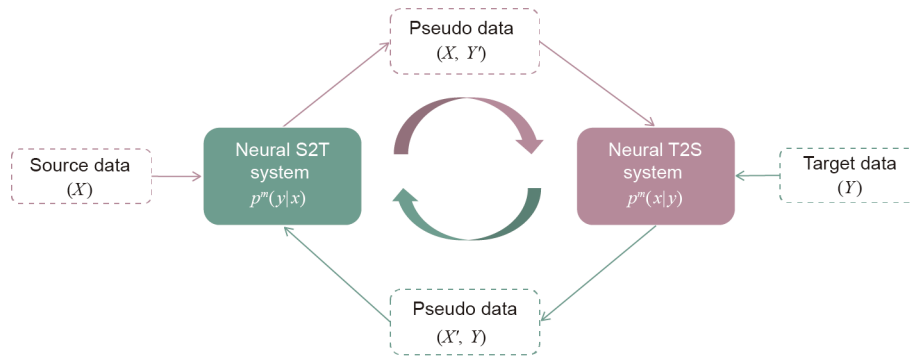 Pseudo data
(X, Y′)
Source data
(X)
Neural S2T
system
pᵐ(y|x)
Neural T2S
system
pᵐ(x|y)
Target data
(Y)
Pseudo data
(X′, Y)